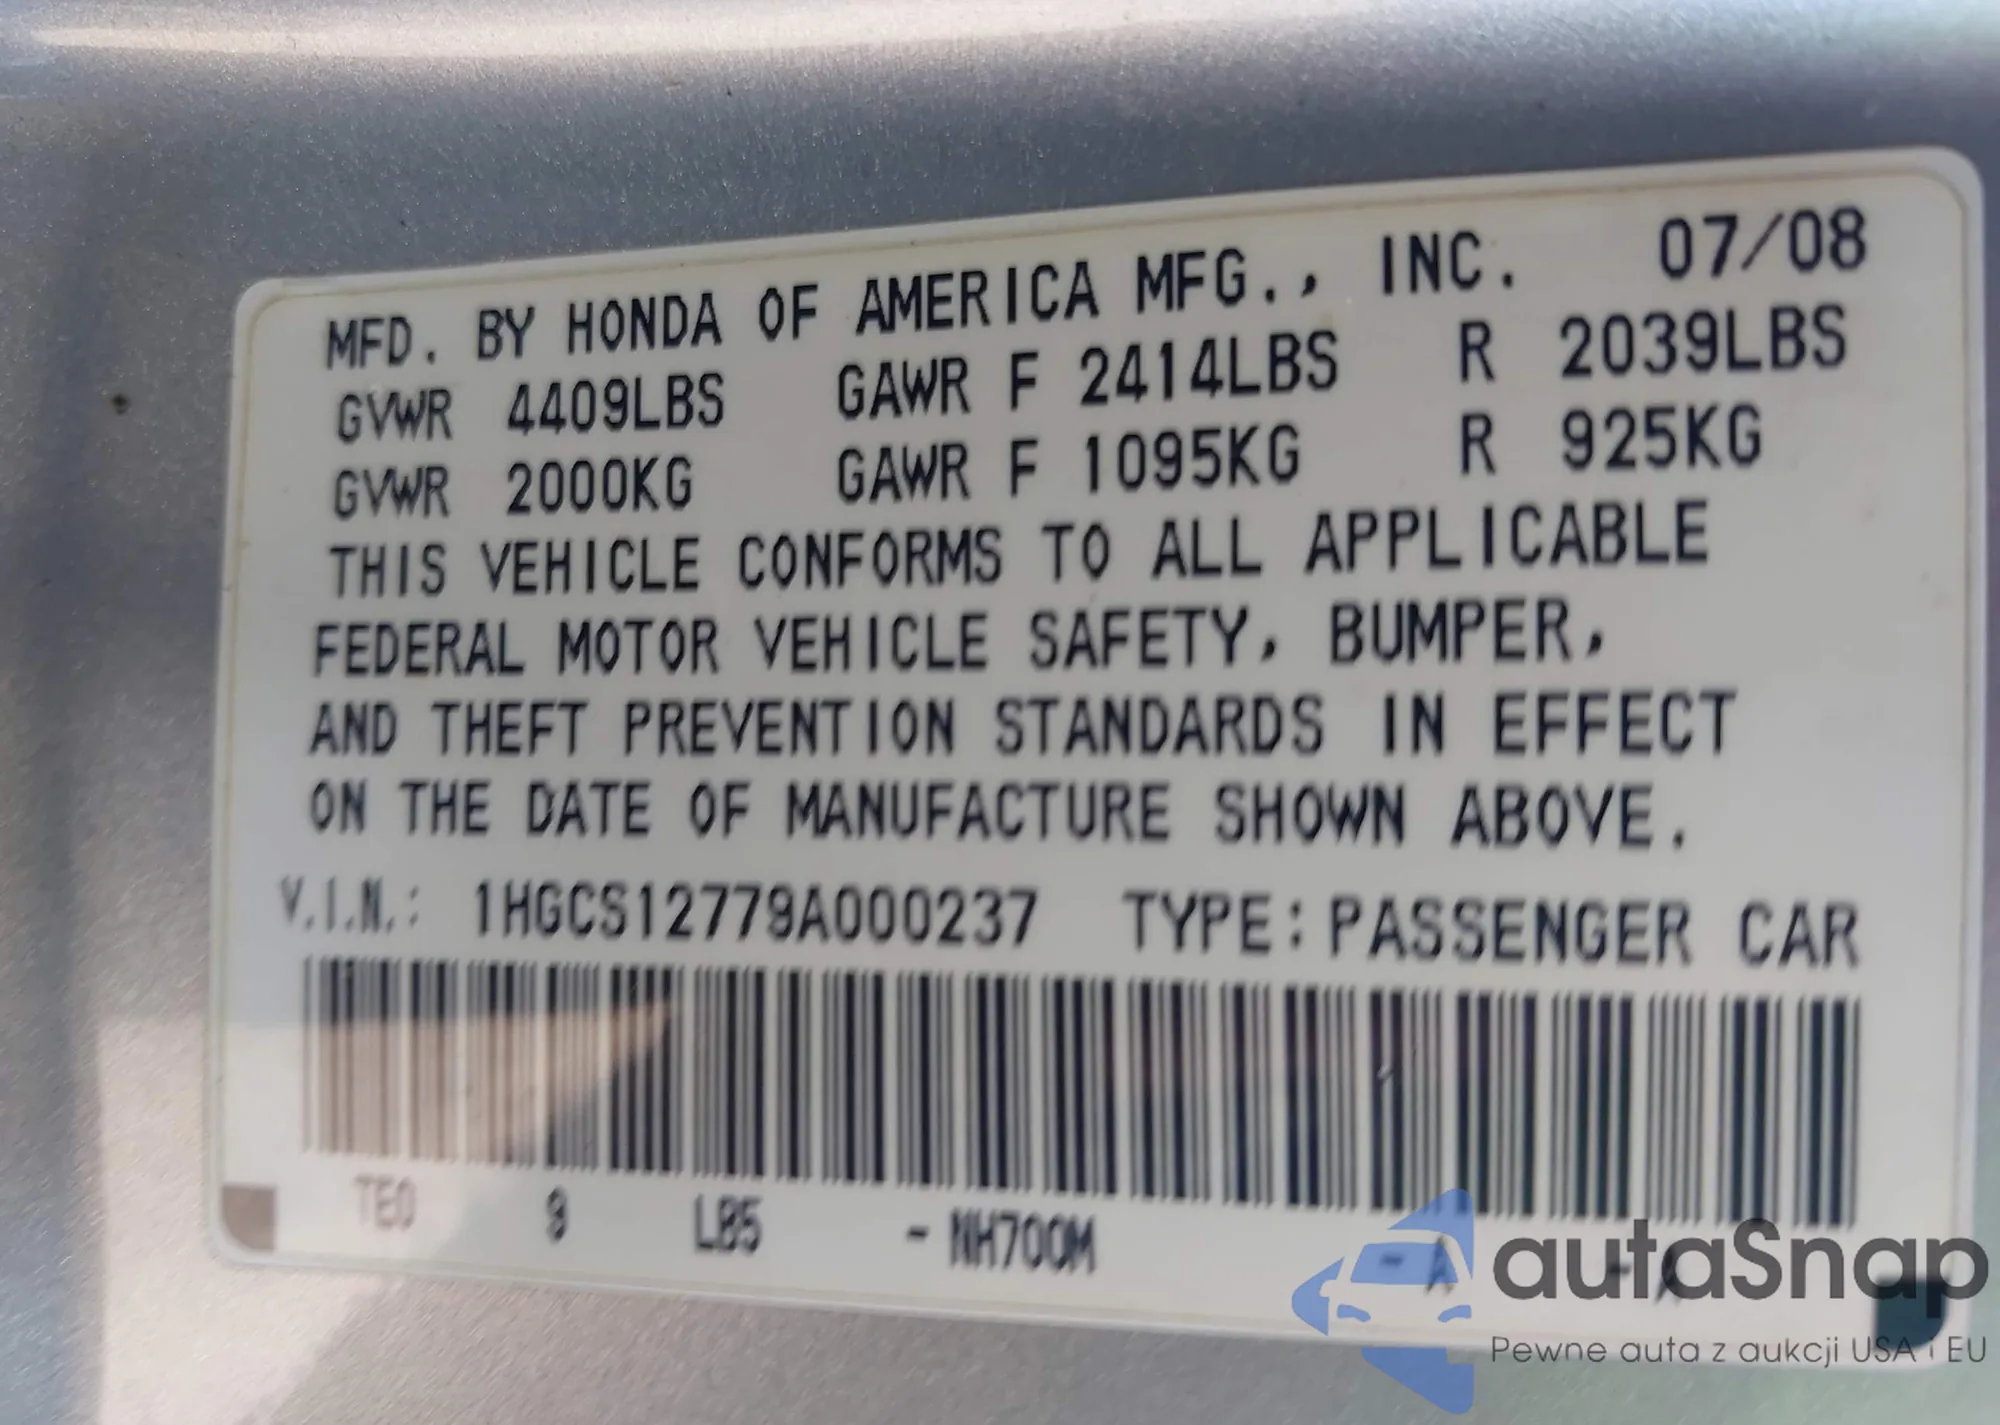 MFD. BY HONDA OF AMERICA MFG., INC. 07/08
GVWR 4409LBS GAWR F 2414LBS R 2039LBS
GVWR 2000KG GAWR F 1095KG R 925KG
THIS VEHICLE CONFORMS TO ALL APPLICABLE
FEDERAL MOTOR VEHICLE SAFETY, BUMPER,
AND THEFT PREVENTION STANDARDS IN EFFECT
ON THE DATE OF MANUFACTURE SHOWN ABOVE.
V.I.N.: 1HGCS12779A000237 TYPE: PASSENGER CAR
TE0 9 LB5 - NH700M - A - A
autaSnap
Pewne auta z aukcji USA i EU